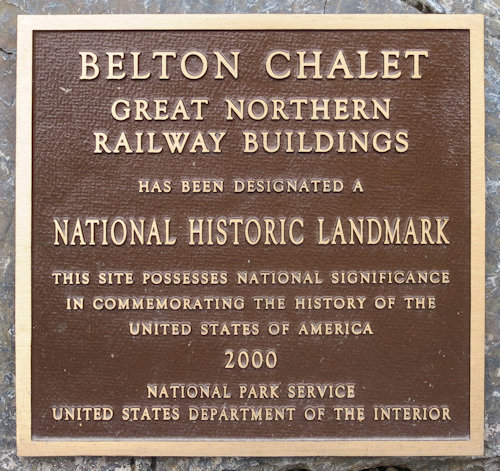 BELTON CHALET
GREAT NORTHERN
RAILWAY BUILDINGS
HAS BEEN DESIGNATED A
NATIONAL HISTORIC LANDMARK
THIS SITE POSSESSES NATIONAL SIGNIFICANCE
IN COMMEMORATING THE HISTORY OF THE
UNITED STATES OF AMERICA
2000
NATIONAL PARK SERVICE
UNITED STATES DEPARTMENT OF THE INTERIOR